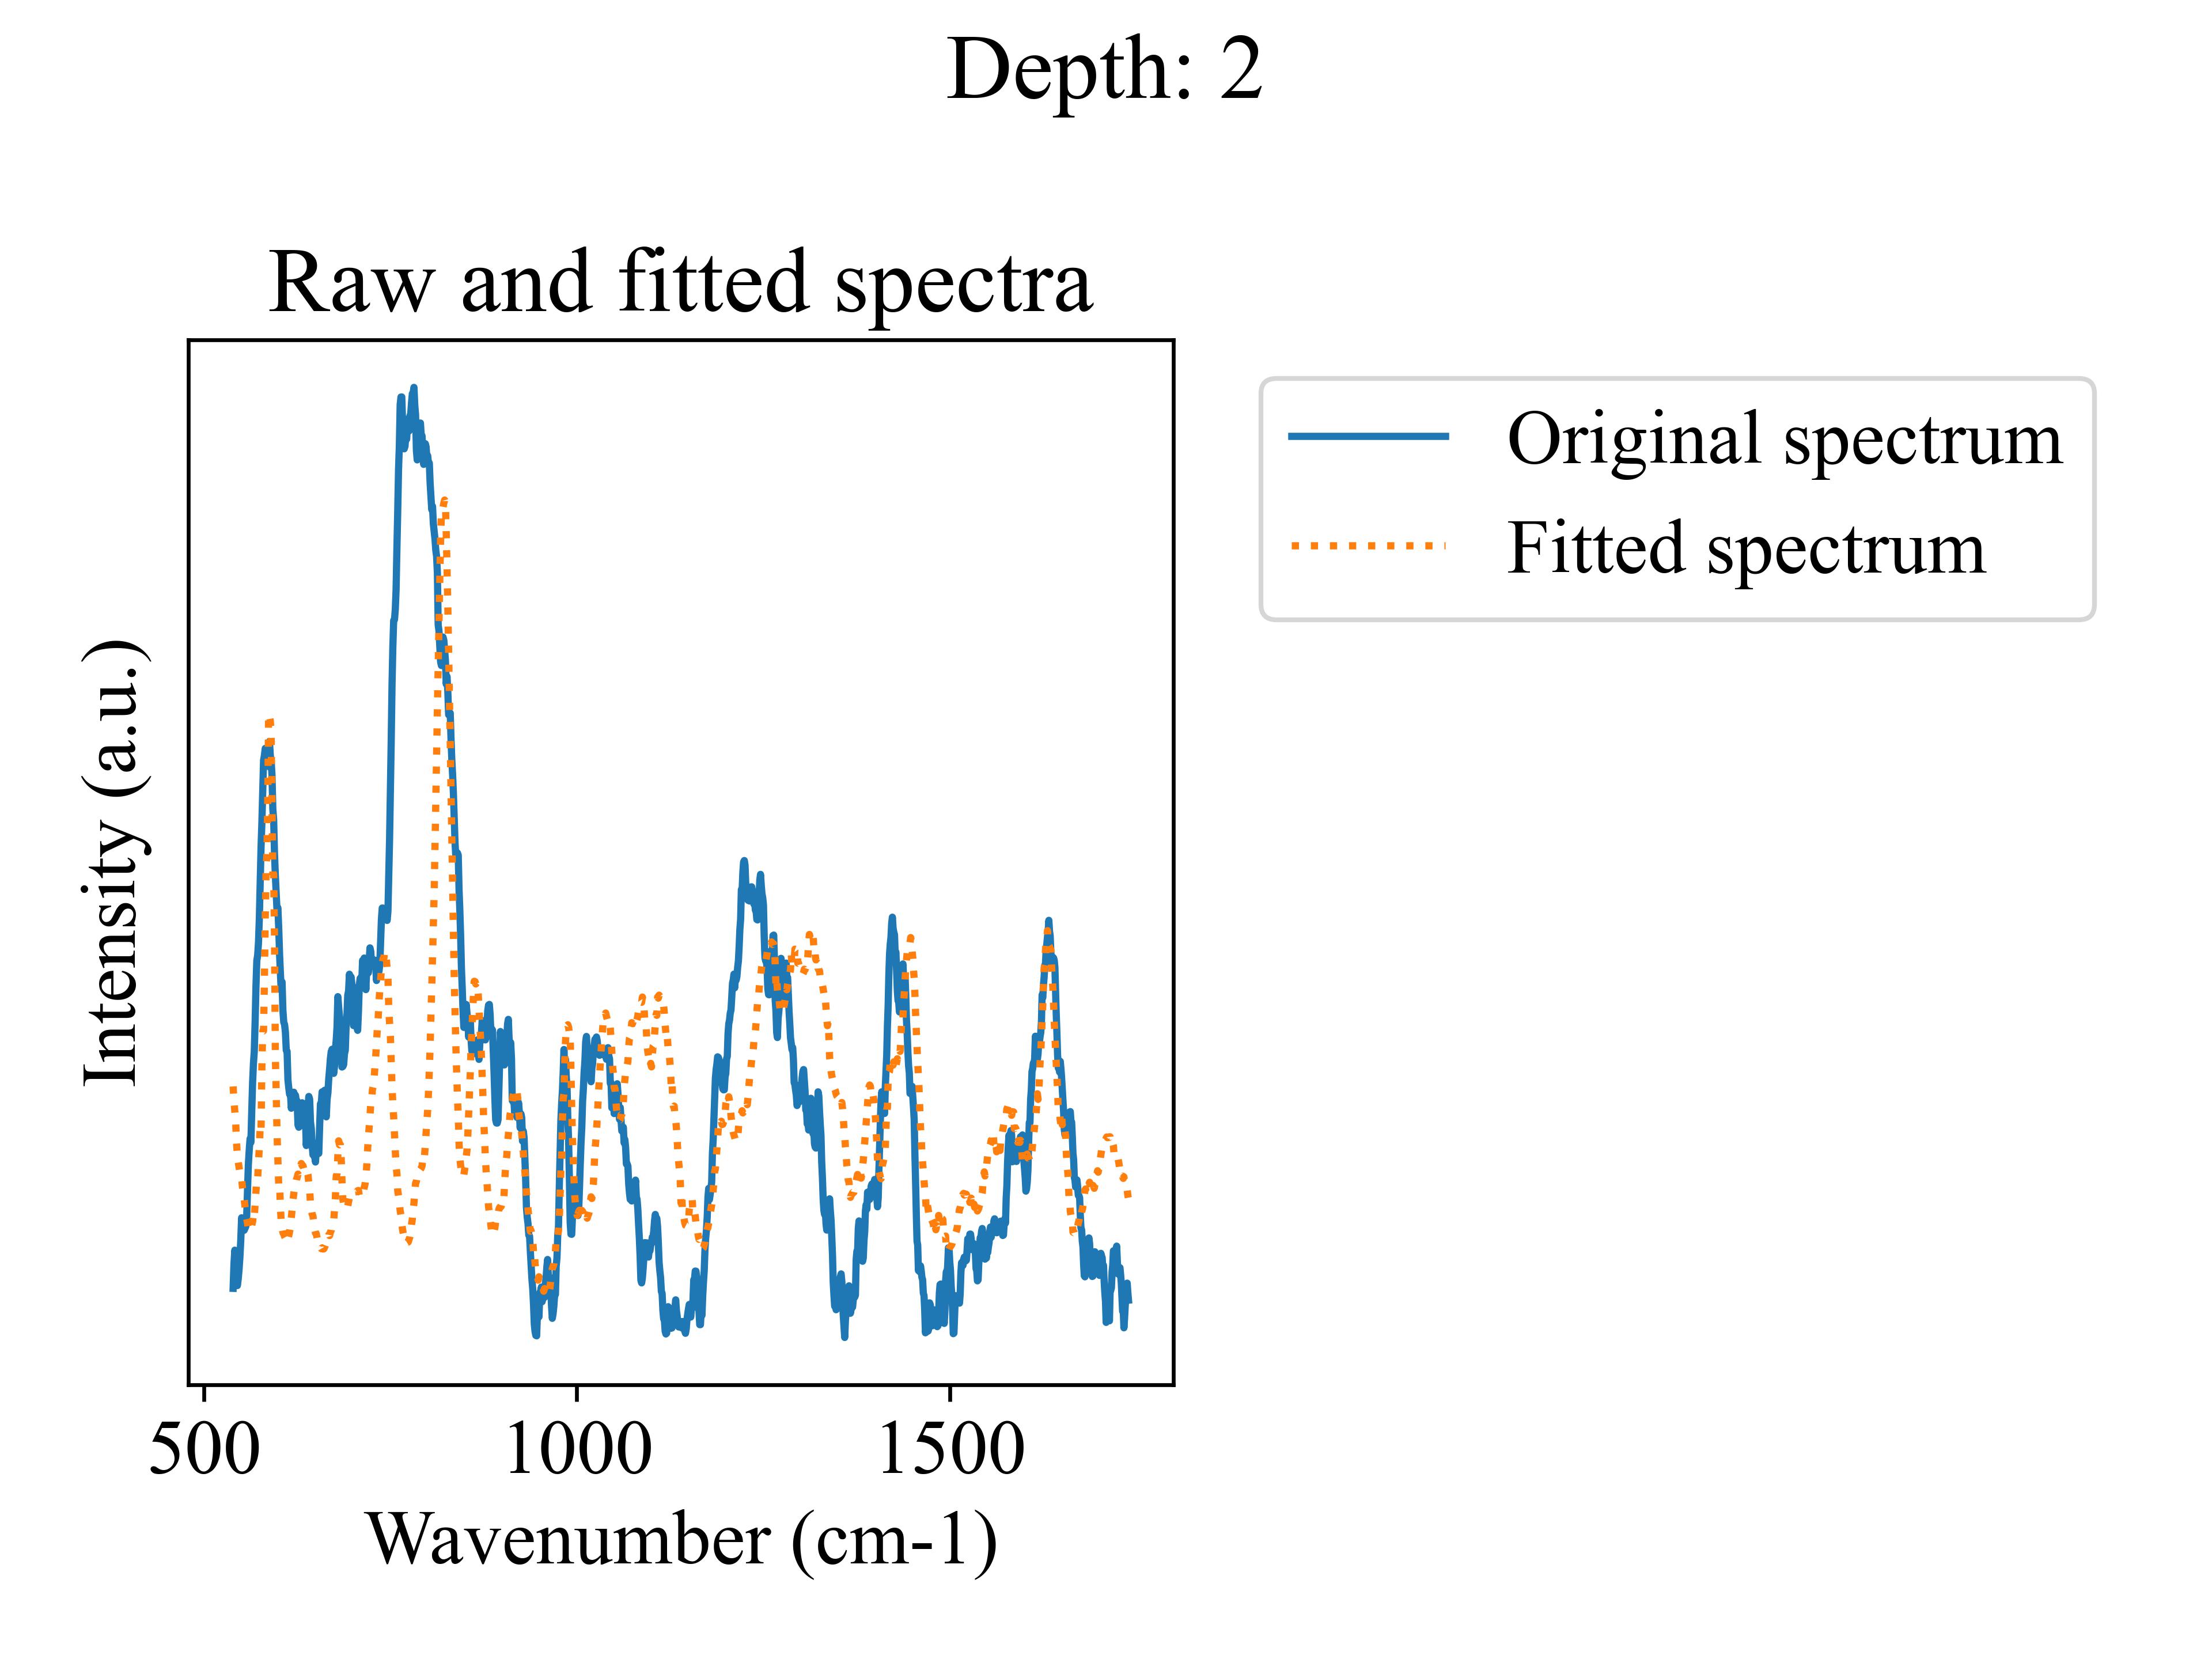 Depth: 2
Raw and fitted spectra
Original spectrum
Fitted spectrum
Intensity (a.u.)
500 1000 1500
Wavenumber (cm-1)